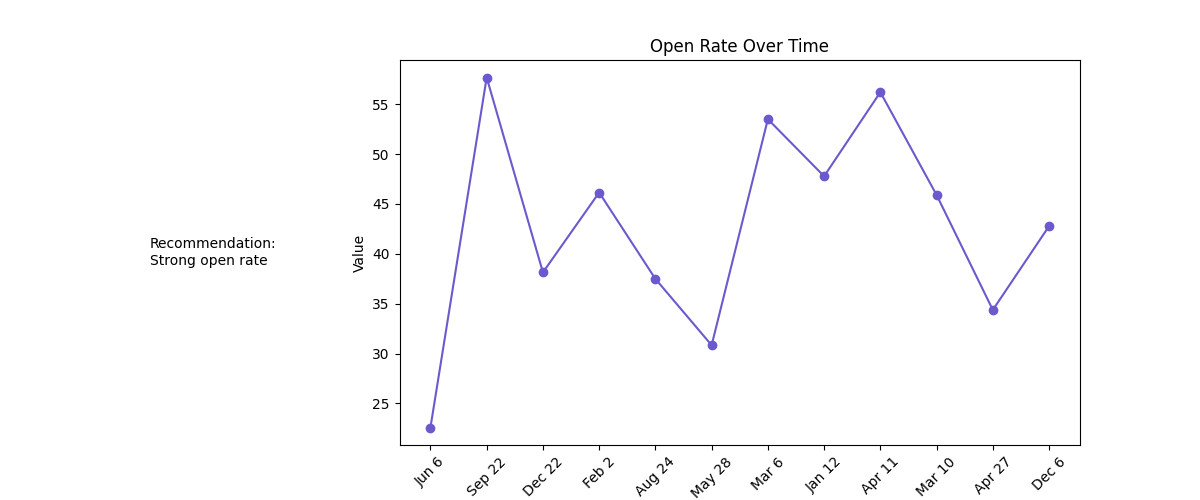 Open Rate Over Time
Recommendation:
Strong open rate
Value
55
50
45
40
35
30
25
Jun 6
Sep 22
Dec 22
Feb 2
Aug 24
May 28
Mar 6
Jan 12
Apr 11
Mar 10
Apr 27
Dec 6